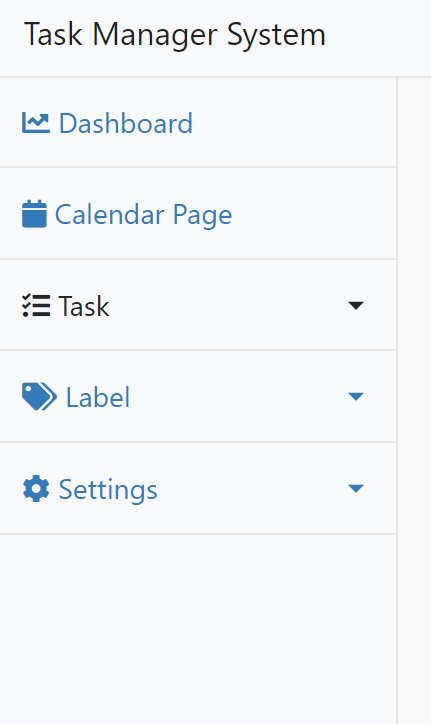 Task Manager System
Dashboard
Calendar Page
Task
Label
Settings